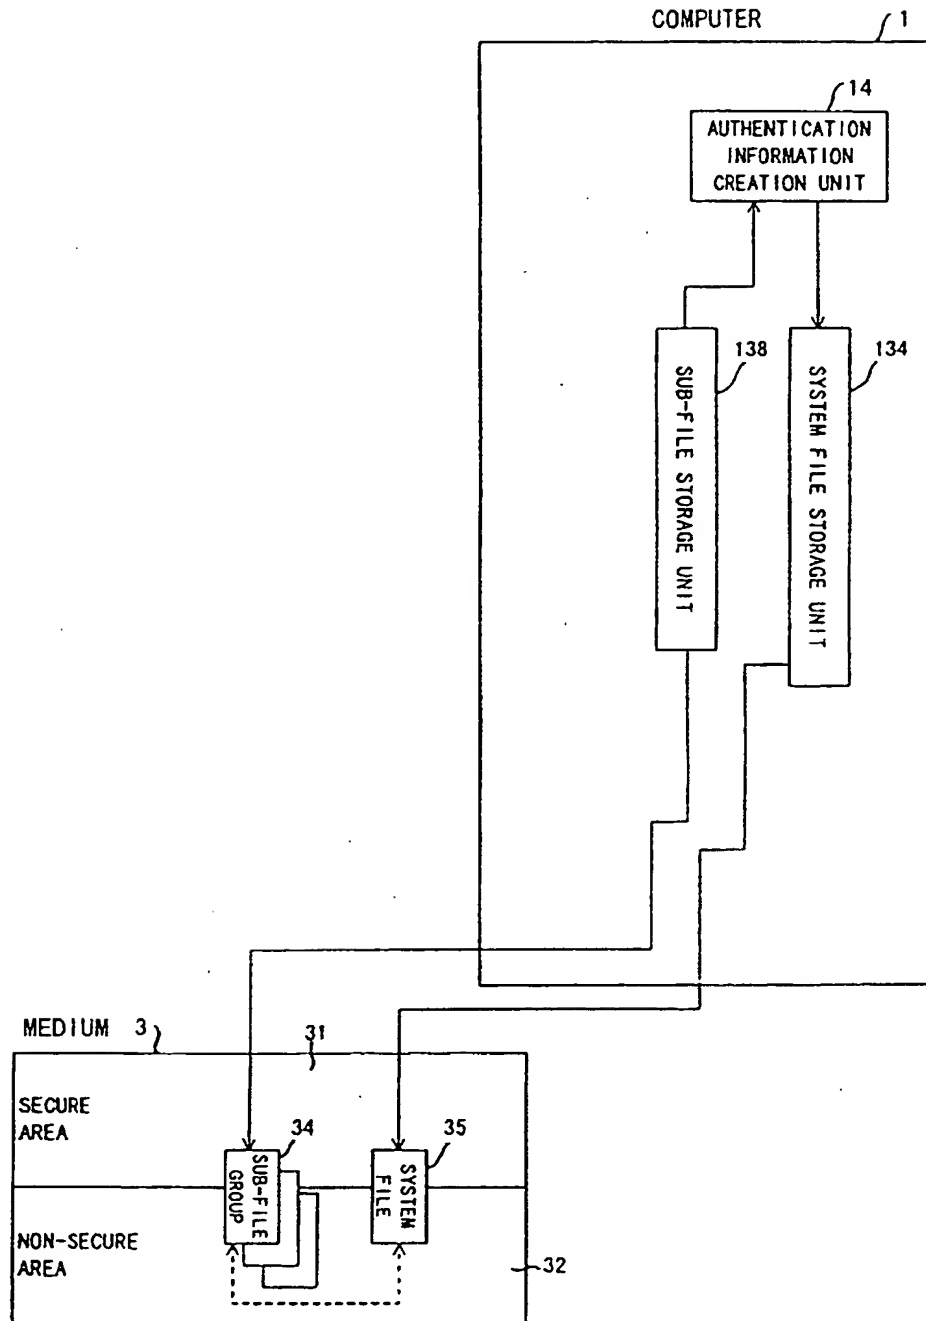 COMPUTER 1
14
AUTHENTICATION
INFORMATION
CREATION UNIT
138
134
SUB-FILE STORAGE UNIT
SYSTEM FILE STORAGE UNIT
MEDIUM 3
31
SECURE
AREA
34
35
SUB-FILE
GROUP
SYSTEM
FILE
NON-SECURE
AREA
32